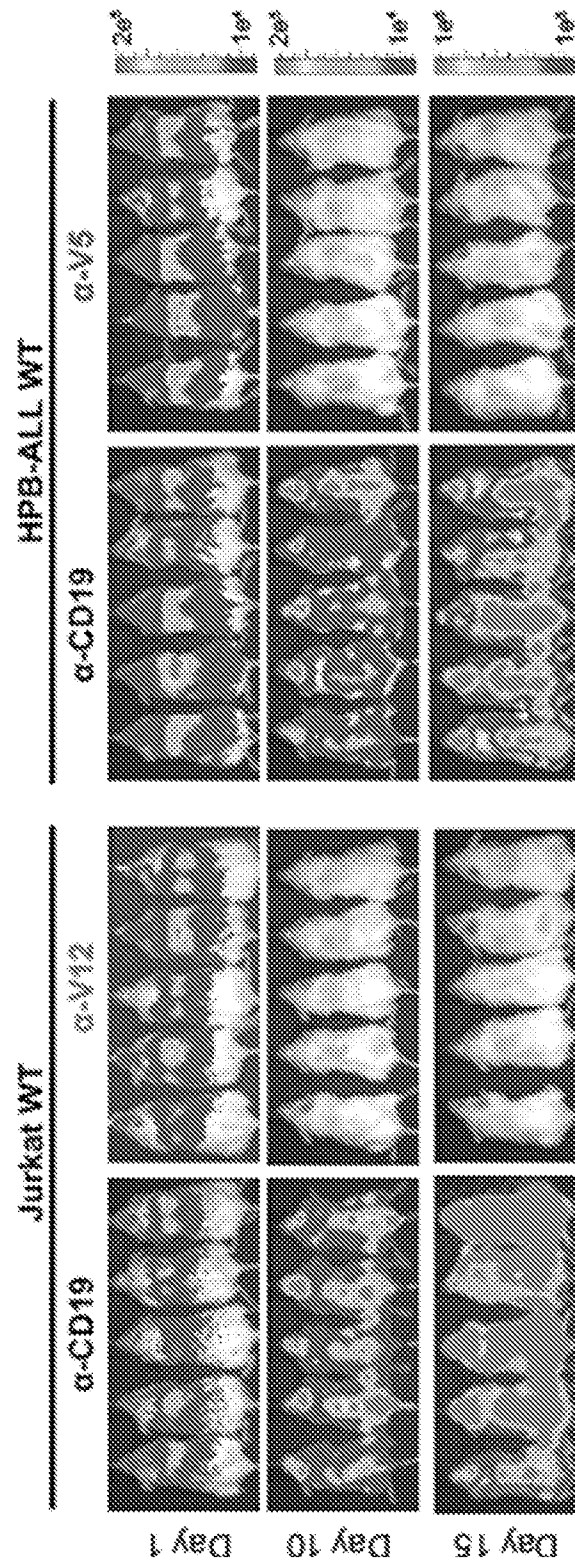 Jurkat WT
HPB-ALL WT
α-CD19
α-V12
α-CD19
α-V5
Day 1
Day 10
Day 15